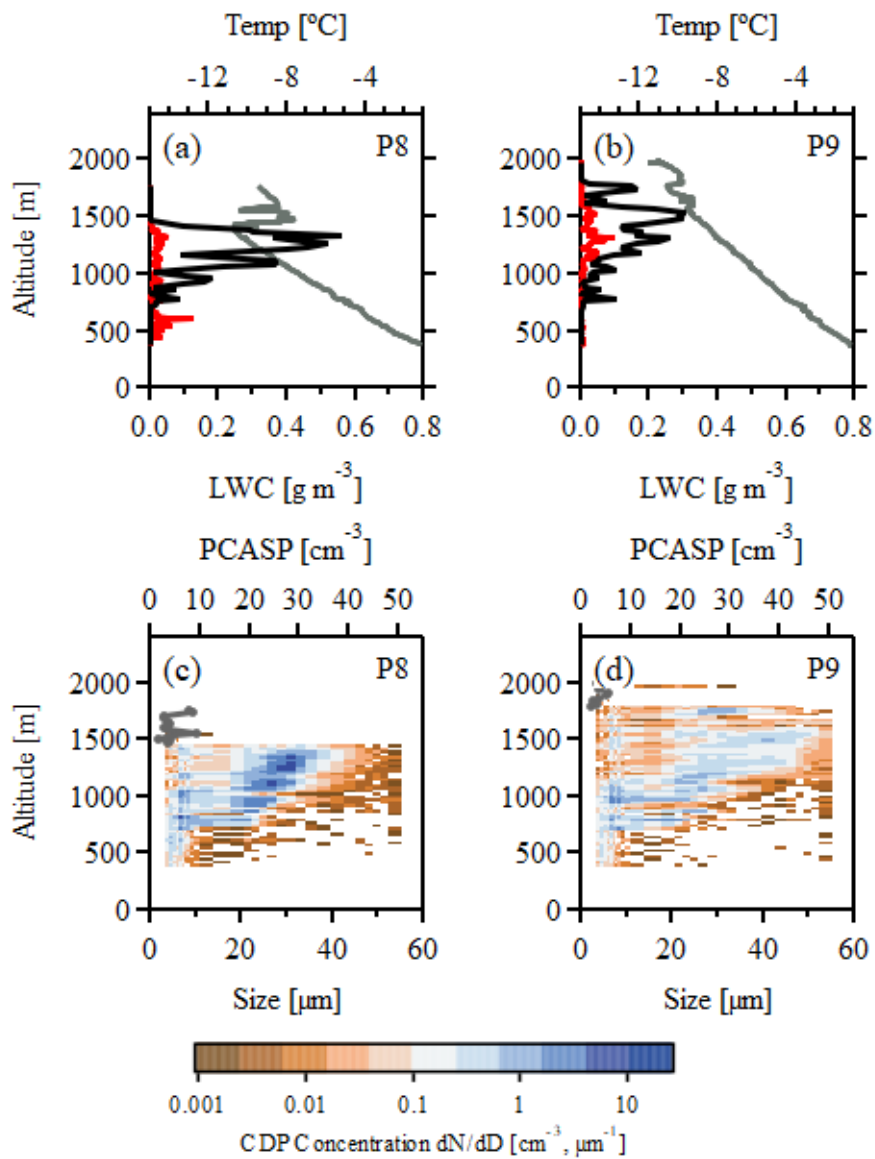 Temp [ºC] Temp [ºC]
-12 -8 -4 -12 -8 -4
(a) P8 (b) P9
2000 2000
1500 1500
1000 1000
500 500
0 0
Altitude [m]
0.0 0.2 0.4 0.6 0.8 0.0 0.2 0.4 0.6 0.8
LWC [g m⁻³] LWC [g m⁻³]
PCASP [cm⁻³] PCASP [cm⁻³]
0 10 20 30 40 50 0 10 20 30 40 50
(c) P8 (d) P9
2000 2000
1500 1500
1000 1000
500 500
0 0
Altitude [m]
0 20 40 60 0 20 40 60
Size [µm] Size [µm]
0.001 0.01 0.1 1 10
CDP Concentration dN/dD [cm⁻³, µm⁻¹]